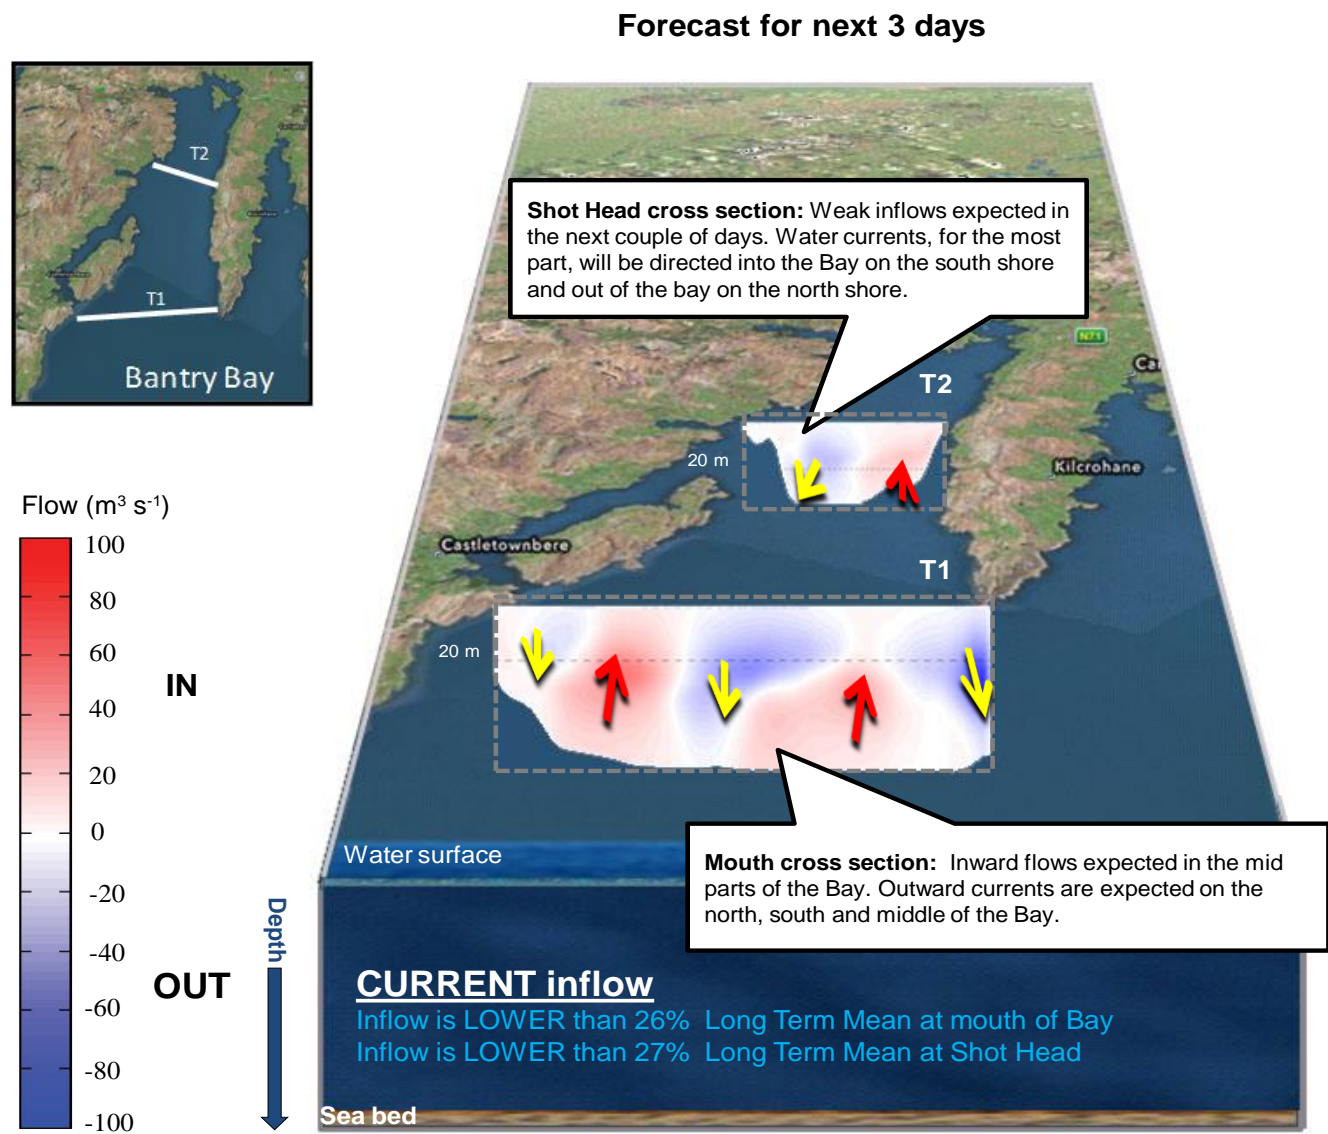 Forecast for next 3 days
T2
T1
Bantry Bay
Shot Head cross section: Weak inflows expected in
the next couple of days. Water currents, for the most
part, will be directed into the Bay on the south shore
and out of the bay on the north shore.
N71
T2
20 m
Kilcrohane
Flow (m³ s⁻¹)
Castletownbere
T1
100
80
60
40
20
0
-20
-40
-60
-80
-100
IN
OUT
20 m
Water surface
Mouth cross section: Inward flows expected in the mid
parts of the Bay. Outward currents are expected on the
north, south and middle of the Bay.
Depth
CURRENT inflow
Inflow is LOWER than 26% Long Term Mean at mouth of Bay
Inflow is LOWER than 27% Long Term Mean at Shot Head
Sea bed